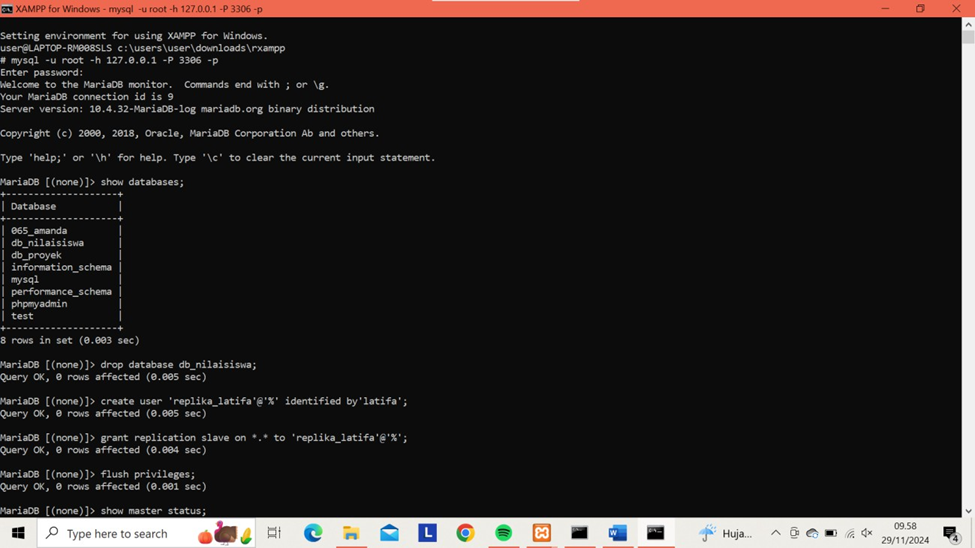 XAMPP for Windows - mysql -u root -h 127.0.0.1 -P 3306 -p
Setting environment for using XAMPP for Windows.
user@LAPTOP-RM008SLS c:\users\user\downloads\rxampp
# mysql -u root -h 127.0.0.1 -P 3306 -p
Enter password:
Welcome to the MariaDB monitor.  Commands end with ; or \g.
Your MariaDB connection id is 9
Server version: 10.4.32-MariaDB-log mariadb.org binary distribution
Copyright (c) 2000, 2018, Oracle, MariaDB Corporation Ab and others.
Type 'help;' or '\h' for help. Type '\c' to clear the current input statement.
MariaDB [(none)]> show databases;
+--------------------+
| Database           |
+--------------------+
| 065_amanda         |
| db_nilaisiswa      |
| db_proyek          |
| information_schema |
| mysql              |
| performance_schema |
| phpmyadmin         |
| test               |
+--------------------+
8 rows in set (0.003 sec)
MariaDB [(none)]> drop database db_nilaisiswa;
Query OK, 0 rows affected (0.005 sec)
MariaDB [(none)]> create user 'replika_latifa'@'%' identified by'latifa';
Query OK, 0 rows affected (0.005 sec)
MariaDB [(none)]> grant replication slave on *.* to 'replika_latifa'@'%';
Query OK, 0 rows affected (0.004 sec)
MariaDB [(none)]> flush privileges;
Query OK, 0 rows affected (0.001 sec)
MariaDB [(none)]> show master status;
Type here to search
L
W
Huja...
09.58
29/11/2024
4